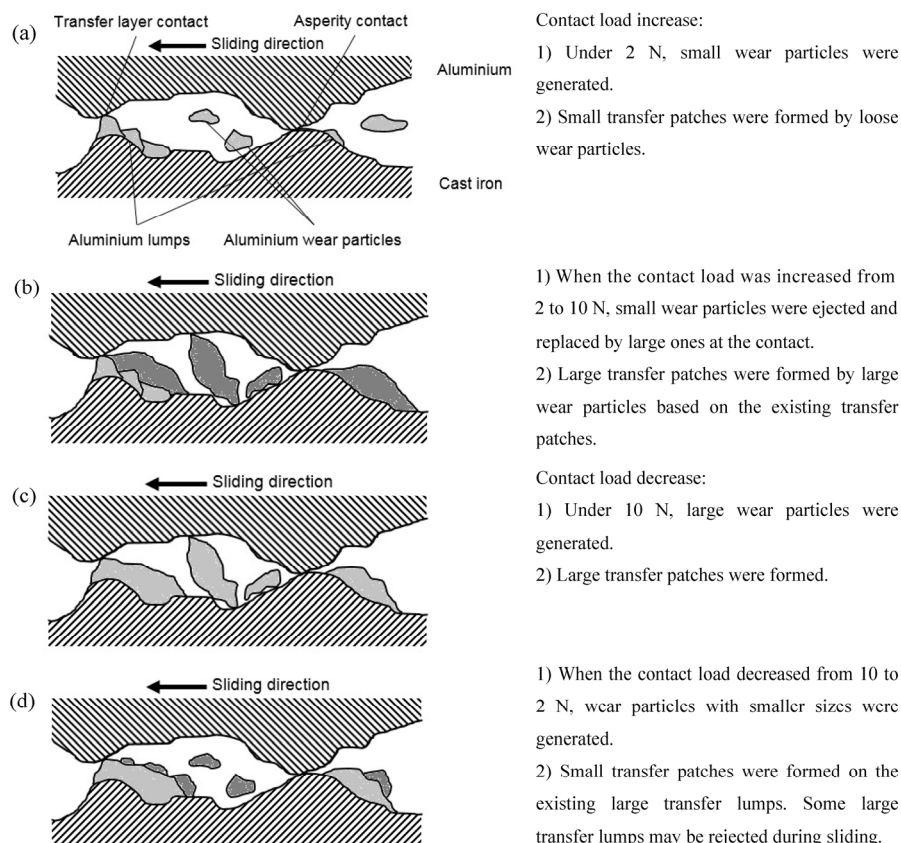 (a)
Transfer layer contact
Asperity contact
Sliding direction
Aluminium
Cast iron
Aluminium lumps
Aluminium wear particles
Contact load increase:
1) Under 2 N, small wear particles were
generated.
2) Small transfer patches were formed by loose
wear particles.
(b)
Sliding direction
1) When the contact load was increased from
2 to 10 N, small wear particles were ejected and
replaced by large ones at the contact.
2) Large transfer patches were formed by large
wear particles based on the existing transfer
patches.
(c)
Sliding direction
Contact load decrease:
1) Under 10 N, large wear particles were
generated.
2) Large transfer patches were formed.
(d)
Sliding direction
1) When the contact load decreased from 10 to
2 N, wear particles with smaller sizes were
generated.
2) Small transfer patches were formed on the
existing large transfer lumps. Some large
transfer lumps may be rejected during sliding.